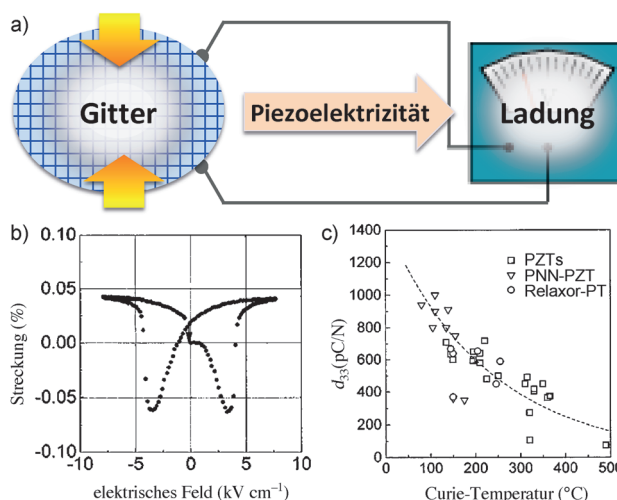 a)
Gitter
Piezoelektrizität
Ladung
b)
0.10
0.05
0.00
-0.05
-0.10
Streckung (%)
-10
-5
0
5
10
elektrisches Feld (kV cm⁻¹)
c)
1400
1200
1000
800
600
400
200
0
d₃₃(pC/N)
PZTs
PNN-PZT
Relaxor-PT
0
100
200
300
400
500
Curie-Temperatur (°C)